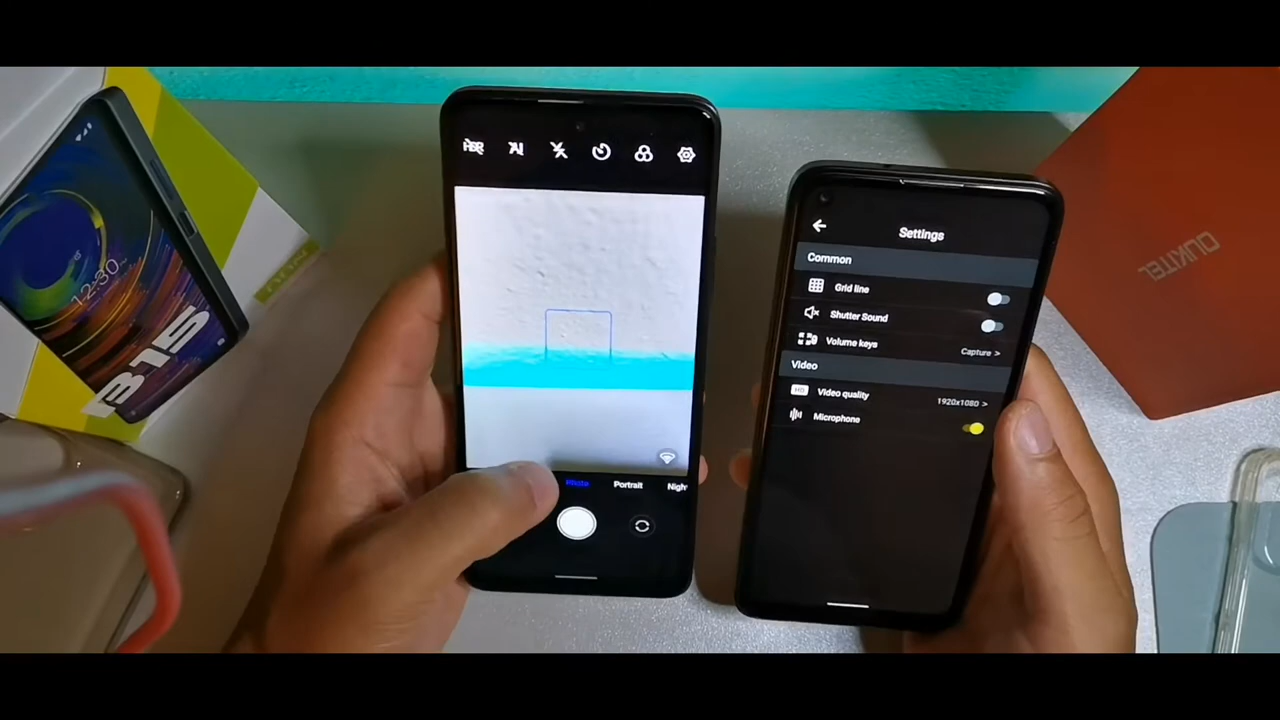 12:30
B15
HDR
AI
Photo
Portrait
Nigh
Settings
Common
Grid line
Shutter Sound
Volume keys
Capture >
Video
HD
Video quality
1920x1080 >
Microphone
OUKITEL